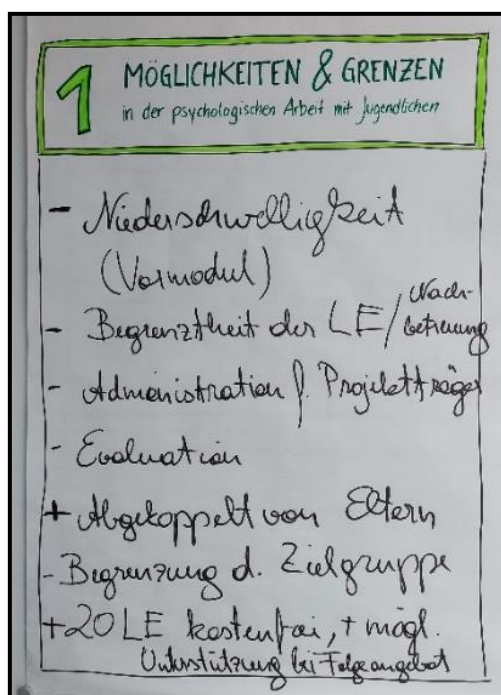 1
MÖGLICHKEITEN & GRENZEN
in der psychologischen Arbeit mit Jugendlichen
- Niederschwelligkeit
(Vormodul)
- Begrenztheit der LE / Nach-
betreuung
- Administration f. Projektträger
- Evaluation
+ Abgekoppelt von Eltern
- Begrenzung d. Zielgruppe
+ 20 LE kostenfrei, + mögl.
Unterstützung bei Folgeangebot